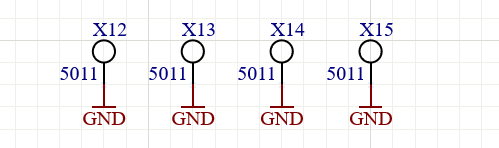 X12 X13 X14 X15
5011 5011 5011 5011
GND GND GND GND